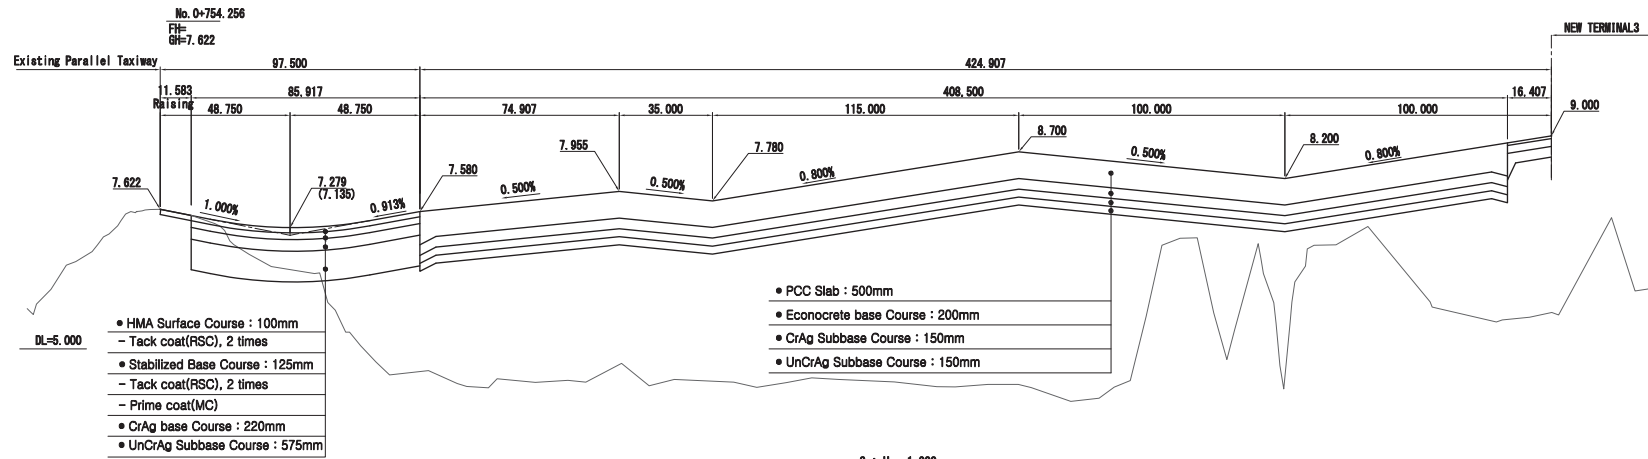 No. 0+754.256
FH=
GH=7.622
NEW TERMINAL3
Existing Parallel Taxiway
97.500
424.907
11.583
85.917
408.500
16.407
Raising
48.750
48.750
74.907
35.000
115.000
100.000
100.000
9.000
8.700
8.200
7.955
7.780
7.622
7.279
(7.135)
7.580
1.000%
0.913%
0.500%
0.500%
0.800%
0.500%
0.800%
DL=5.000
• HMA Surface Course : 100mm
- Tack coat(RSC), 2 times
• Stabilized Base Course : 125mm
- Tack coat(RSC), 2 times
- Prime coat(MC)
• CrAg base Course : 220mm
• UnCrAg Subbase Course : 575mm
• PCC Slab : 500mm
• Econocrete base Course : 200mm
• CrAg Subbase Course : 150mm
• UnCrAg Subbase Course : 150mm